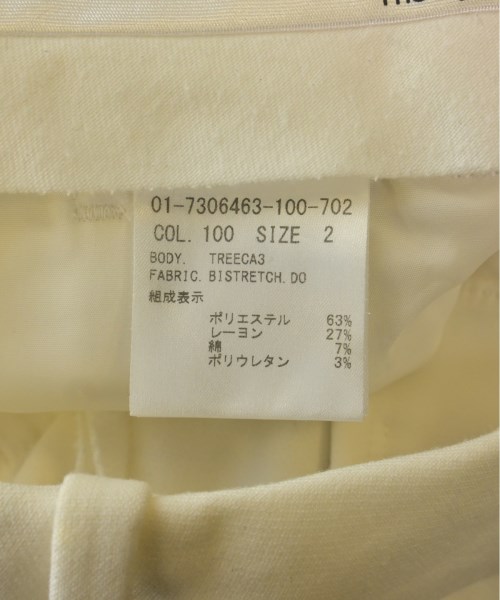 01-7306463-100-702
COL. 100 SIZE 2
BODY. TREECA3
FABRIC. BISTRETCH. DO
組成表示
ポリエステル 63%
レーヨン 27%
綿 7%
ポリウレタン 3%